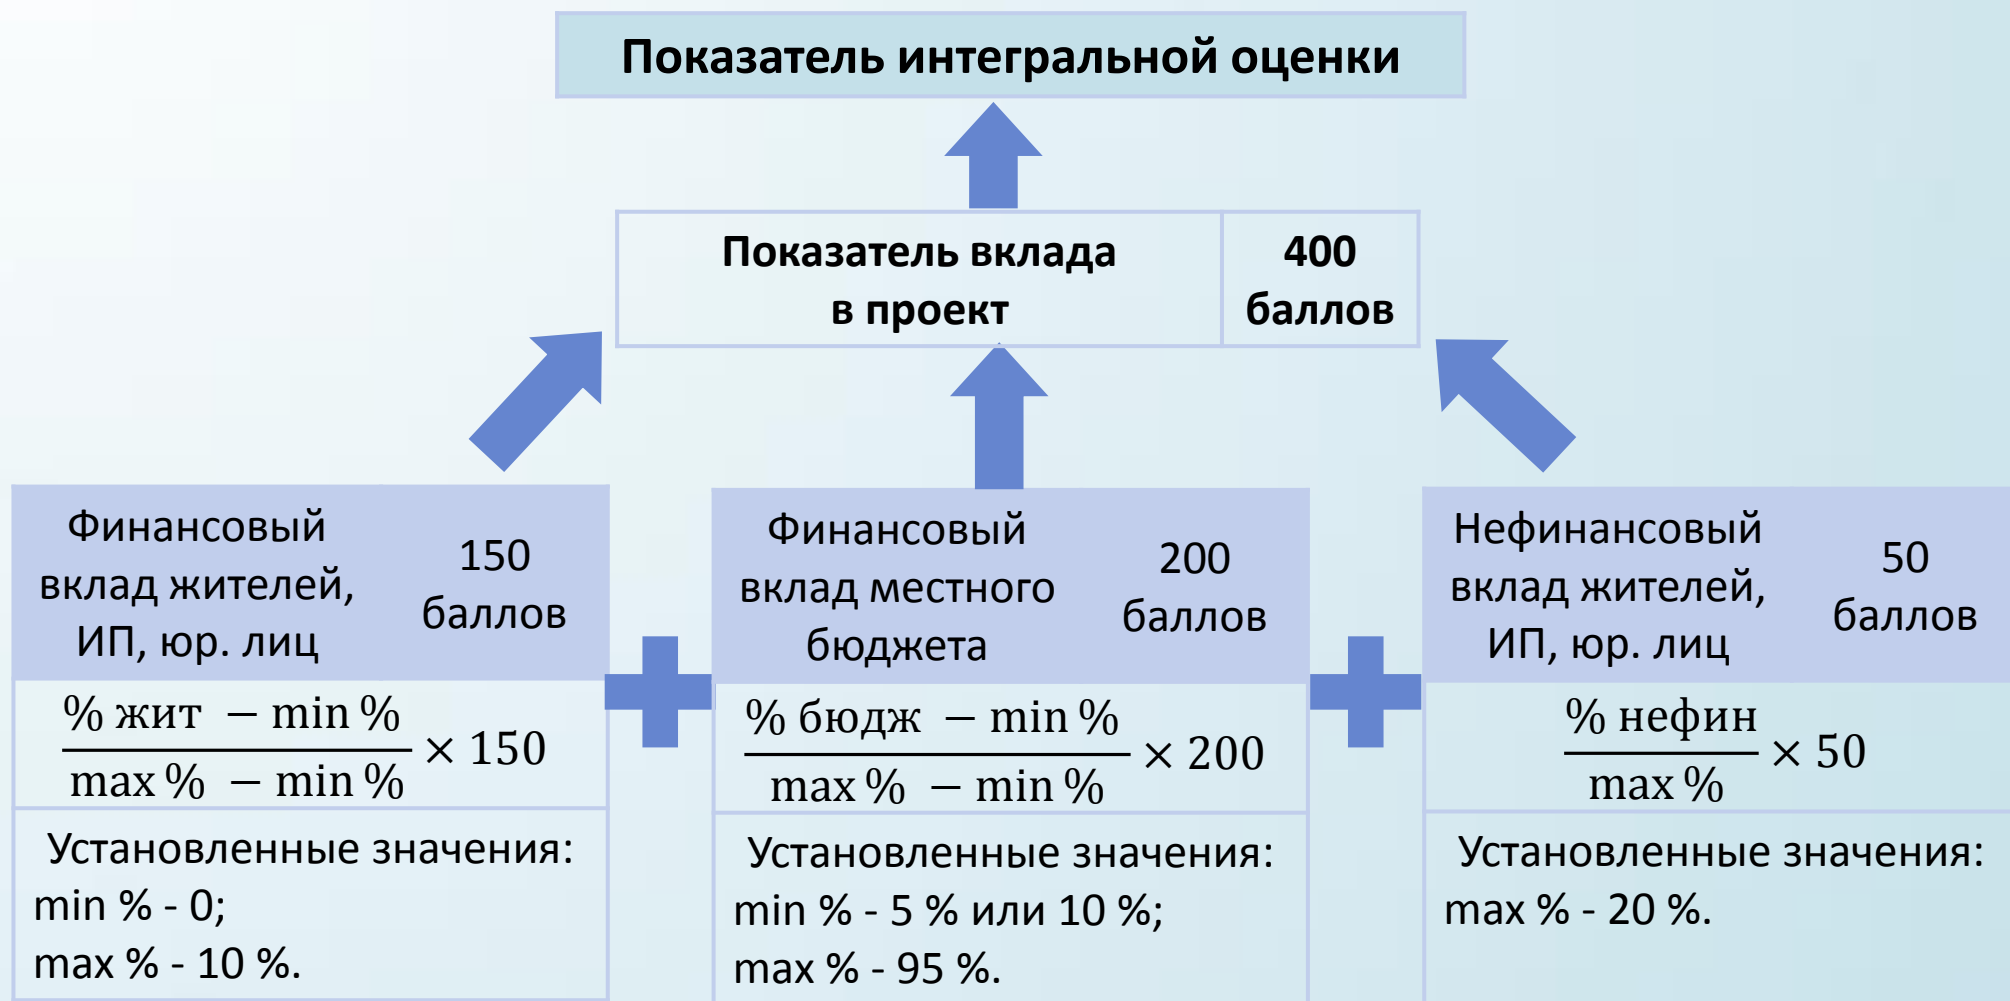 Показатель интегральной оценки
Показатель вклада
в проект
400
баллов
Финансовый
вклад жителей,
ИП, юр. лиц
150
баллов
% жит − min %
max % − min %
× 150
Установленные значения:
min % - 0;
max % - 10 %.
Финансовый
вклад местного
бюджета
200
баллов
% бюдж − min %
max % − min %
× 200
Установленные значения:
min % - 5 % или 10 %;
max % - 95 %.
Нефинансовый
вклад жителей,
ИП, юр. лиц
50
баллов
% нефин
max %
× 50
Установленные значения:
max % - 20 %.